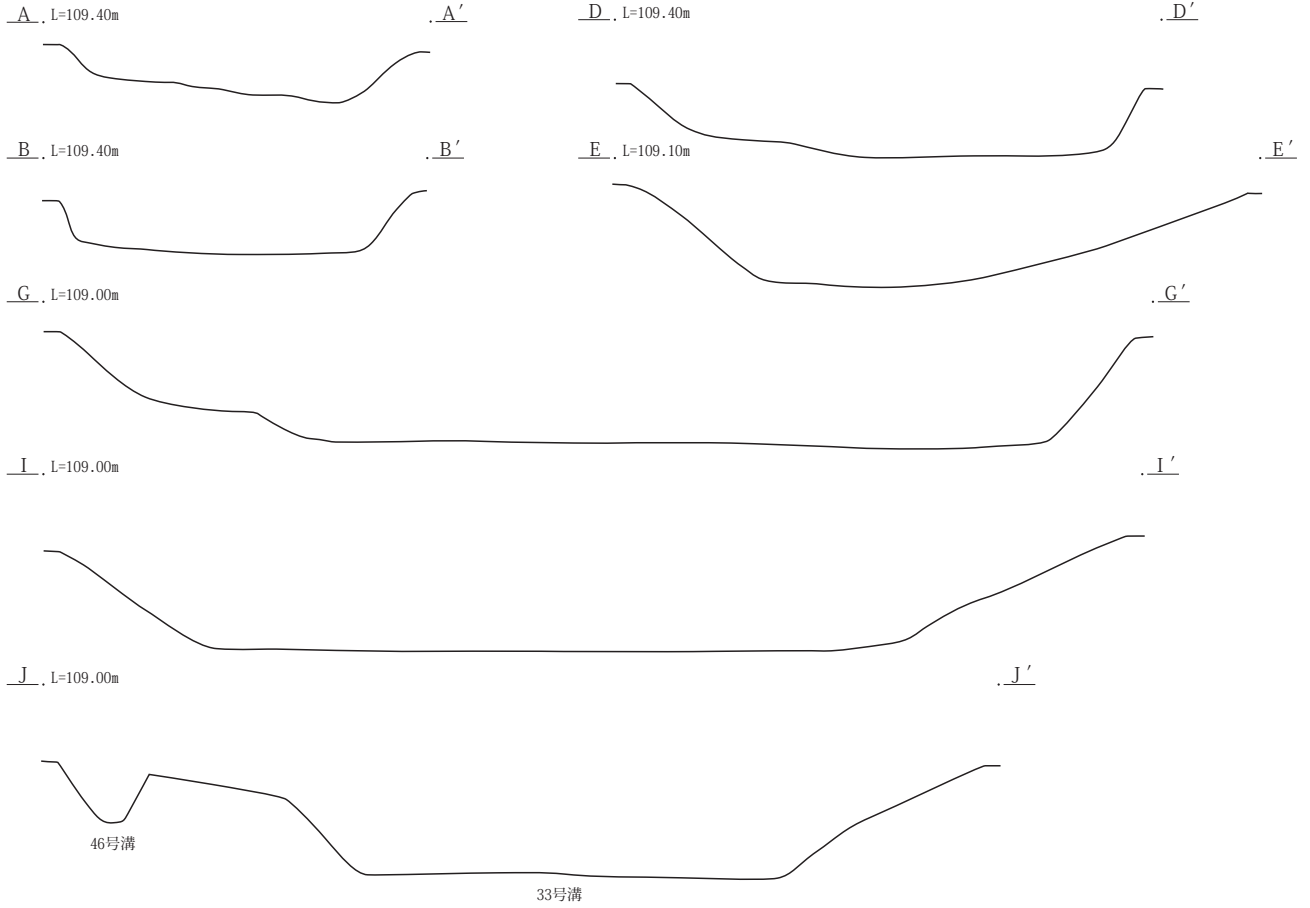 A L=109.40m A′
D L=109.40m D′
B L=109.40m B′
E L=109.10m E′
G L=109.00m G′
I L=109.00m I′
J L=109.00m J′
46号溝
33号溝